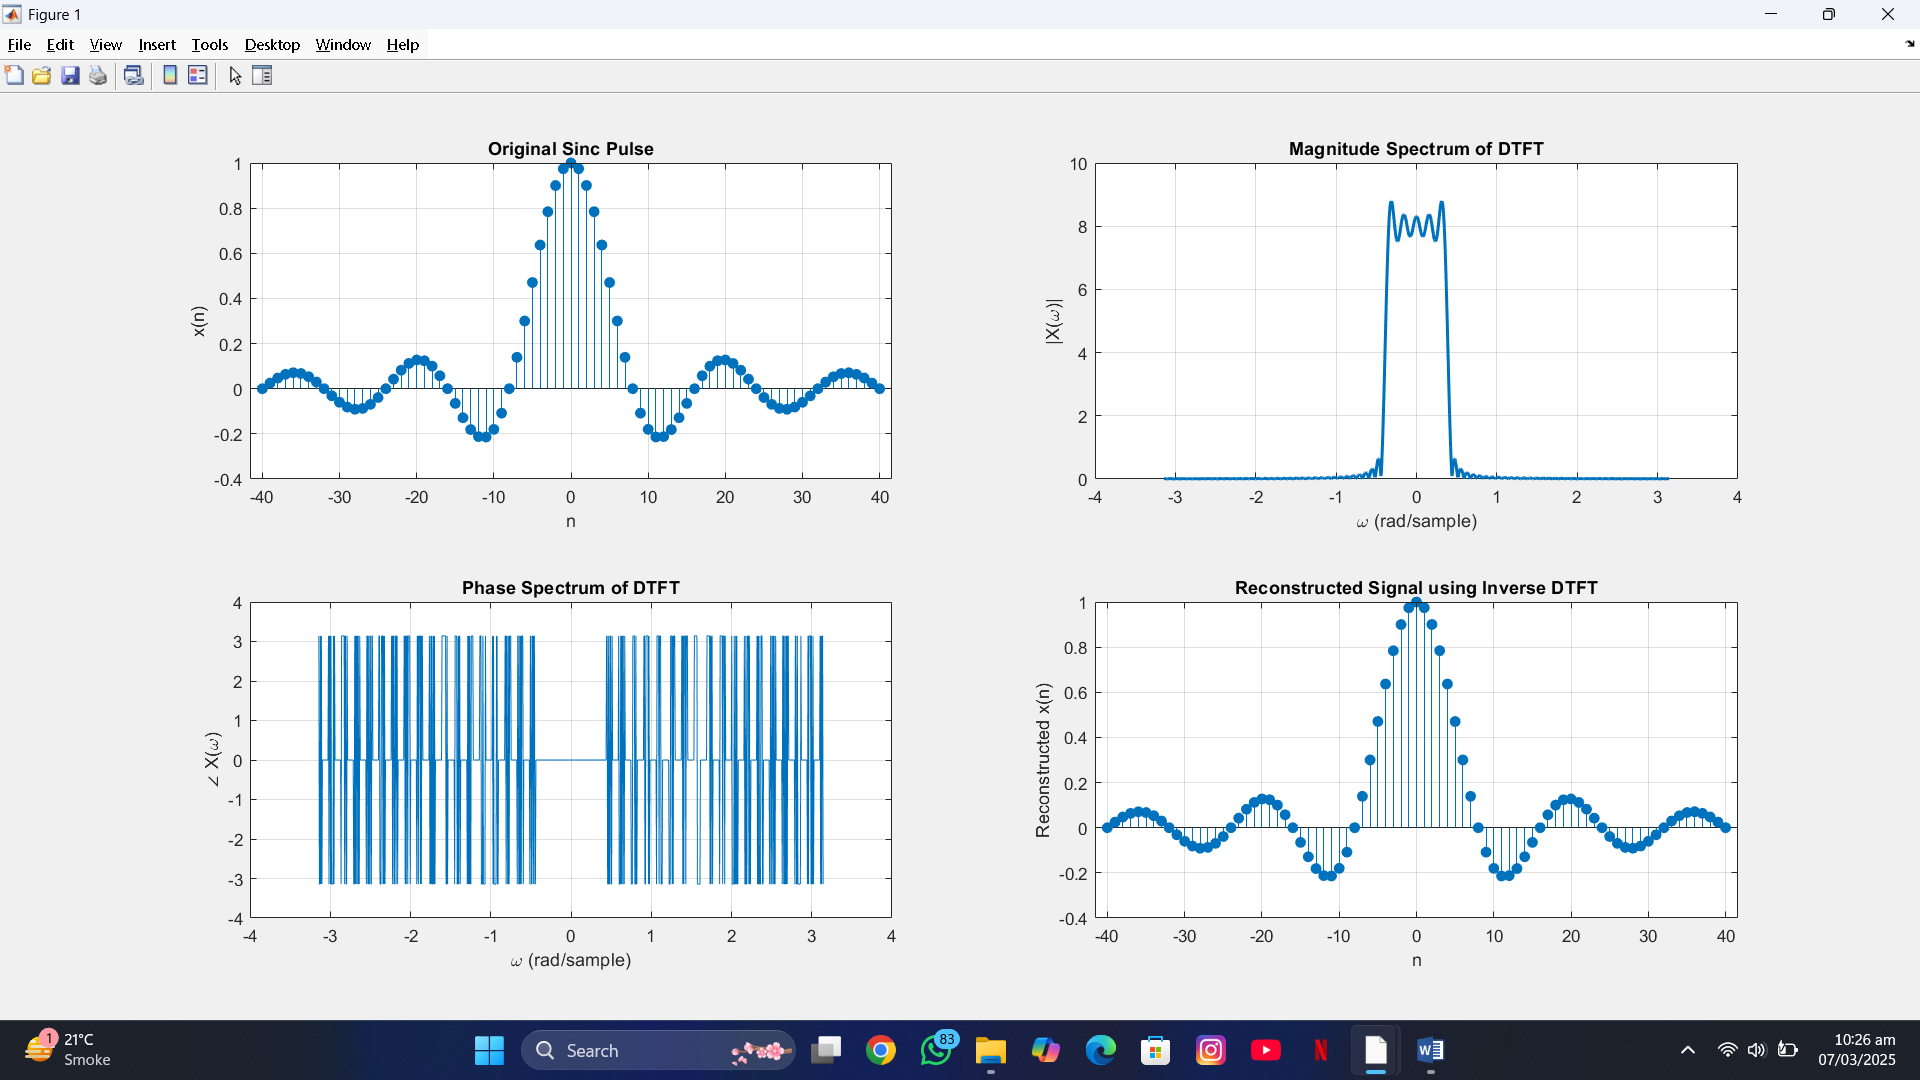 Figure 1
File Edit View Insert Tools Desktop Window Help
Original Sinc Pulse
1
0.8
0.6
0.4
0.2
0
-0.2
-0.4
x(n)
-40 -30 -20 -10 0 10 20 30 40
n
Magnitude Spectrum of DTFT
10
8
6
4
2
0
|X(ω)|
-4 -3 -2 -1 0 1 2 3 4
ω (rad/sample)
Phase Spectrum of DTFT
4
3
2
1
0
-1
-2
-3
-4
∠ X(ω)
-4 -3 -2 -1 0 1 2 3 4
ω (rad/sample)
Reconstructed Signal using Inverse DTFT
1
0.8
0.6
0.4
0.2
0
-0.2
-0.4
Reconstructed x(n)
-40 -30 -20 -10 0 10 20 30 40
n
1
21°C
Smoke
Search
83
10:26 am
07/03/2025